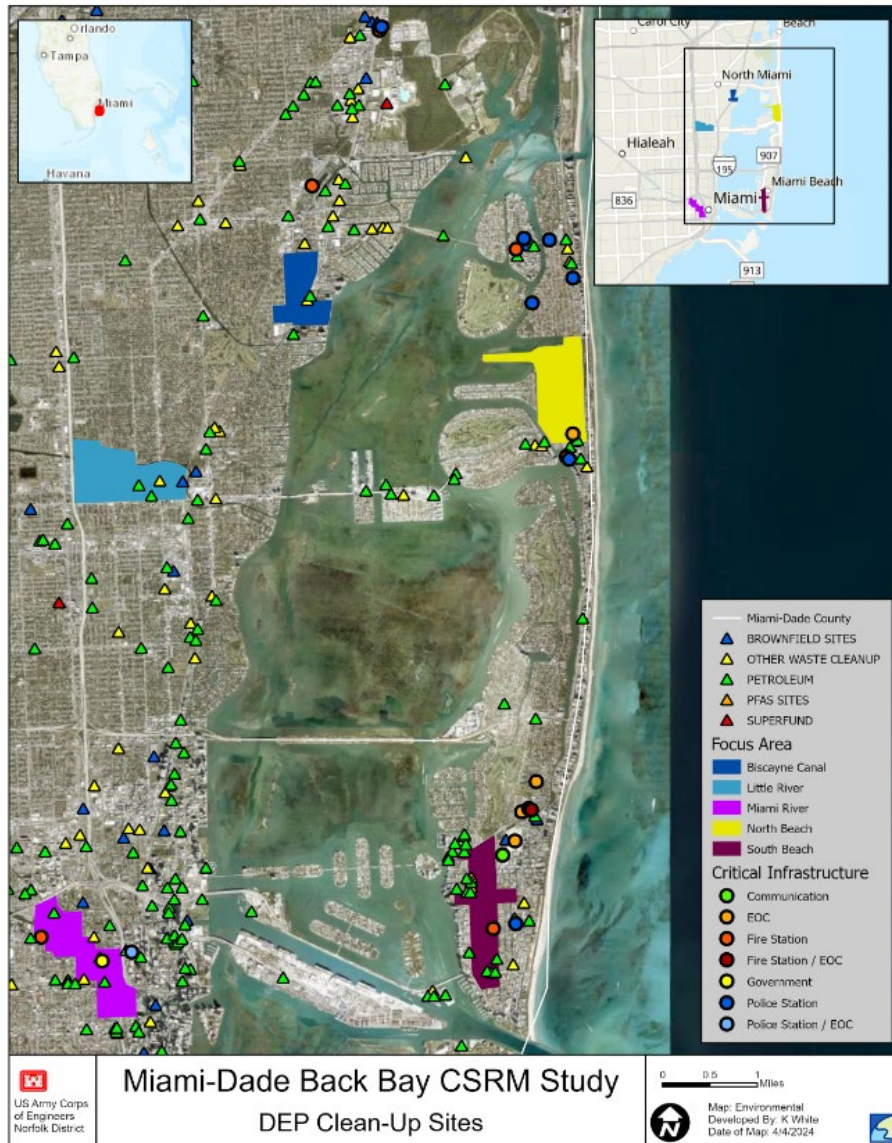 Orlando
Tampa
Miami
Havana
Carol City
Beach
North Miami
Hialeah
907
195
Miami Beach
836
Miami
913
Miami-Dade County
BROWNFIELD SITES
OTHER WASTE CLEANUP
PETROLEUM
PFAS SITES
SUPERFUND
Focus Area
Biscayne Canal
Little River
Miami River
North Beach
South Beach
Critical Infrastructure
Communication
EOC
Fire Station
Fire Station / EOC
Government
Police Station
Police Station / EOC
US Army Corps
of Engineers
Norfolk District
Miami-Dade Back Bay CSRM Study
DEP Clean-Up Sites
0 0.5 1
Miles
N
Map: Environmental
Developed By: K White
Date of Map: 4/4/2024